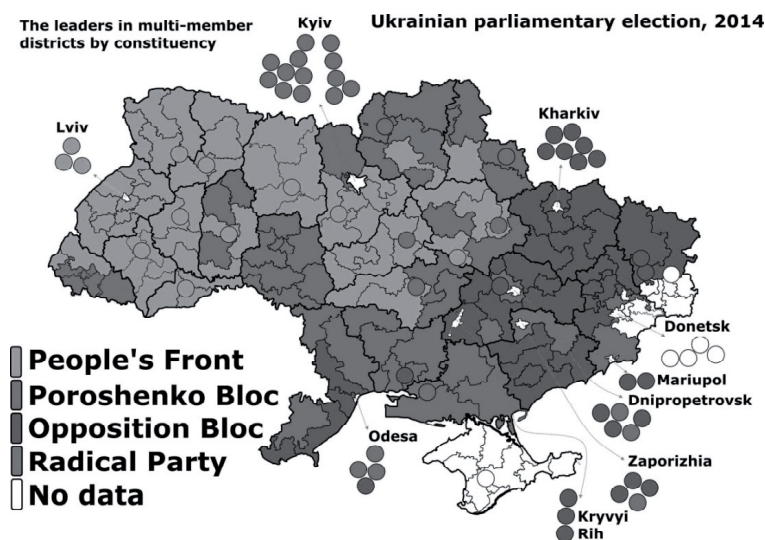 The leaders in multi-member
districts by constituency
Kyiv
Ukrainian parliamentary election, 2014
Lviv
Kharkiv
Donetsk
Mariupol
Dnipropetrovsk
Odesa
Zaporizhia
Kryvyi
Rih
People's Front
Poroshenko Bloc
Opposition Bloc
Radical Party
No data